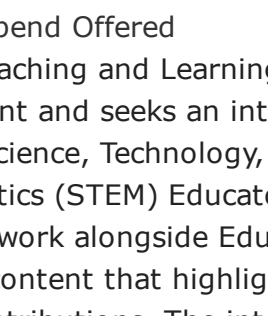 pend Offered
aching and Learning
nt and seeks an int
cience, Technology,
tics (STEM) Educat
work alongside Edu
ontent that highlig
ntributions. The int